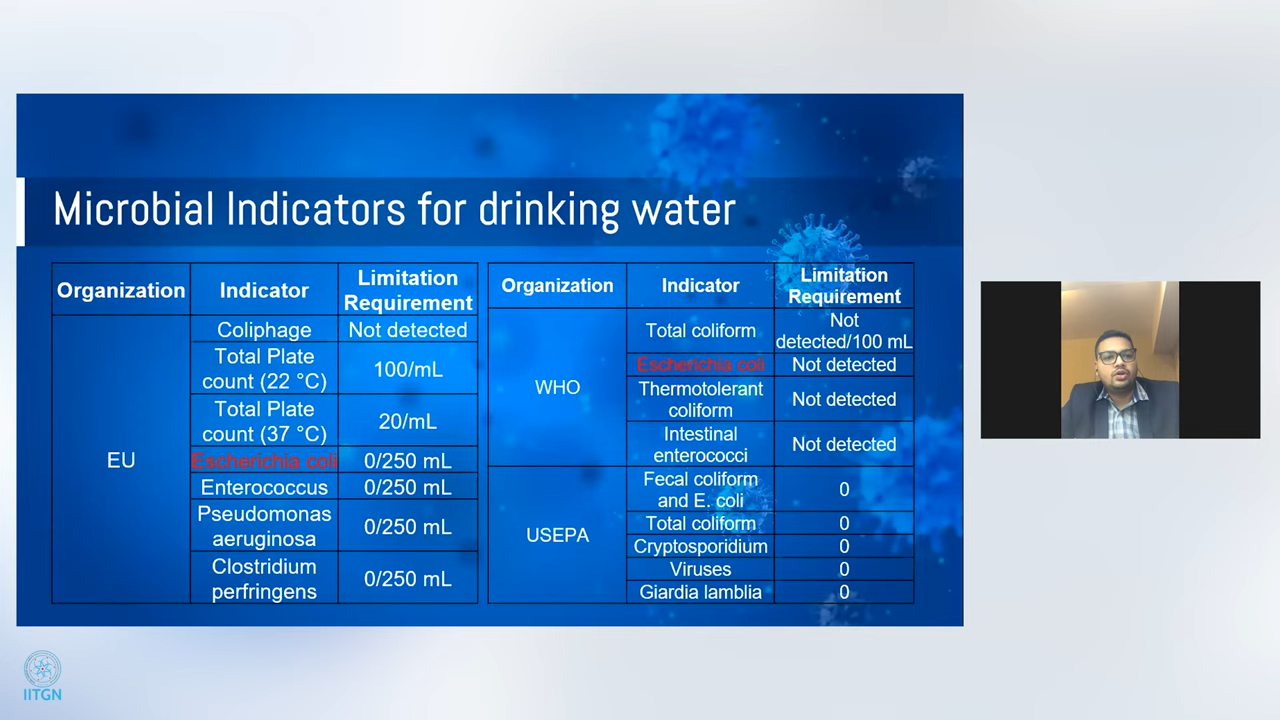 Microbial Indicators for drinking water
Organization Indicator Limitation
Requirement
EU
Coliphage Not detected
Total Plate
count (22 °C) 100/mL
Total Plate
count (37 °C) 20/mL
Escherichia coli 0/250 mL
Enterococcus 0/250 mL
Pseudomonas
aeruginosa 0/250 mL
Clostridium
perfringens 0/250 mL
Organization Indicator Limitation
Requirement
WHO
Total coliform Not
detected/100 mL
Escherichia coli Not detected
Thermotolerant
coliform Not detected
Intestinal
enterococci Not detected
USEPA
Fecal coliform
and E. coli 0
Total coliform 0
Cryptosporidium 0
Viruses 0
Giardia lamblia 0
IITGN